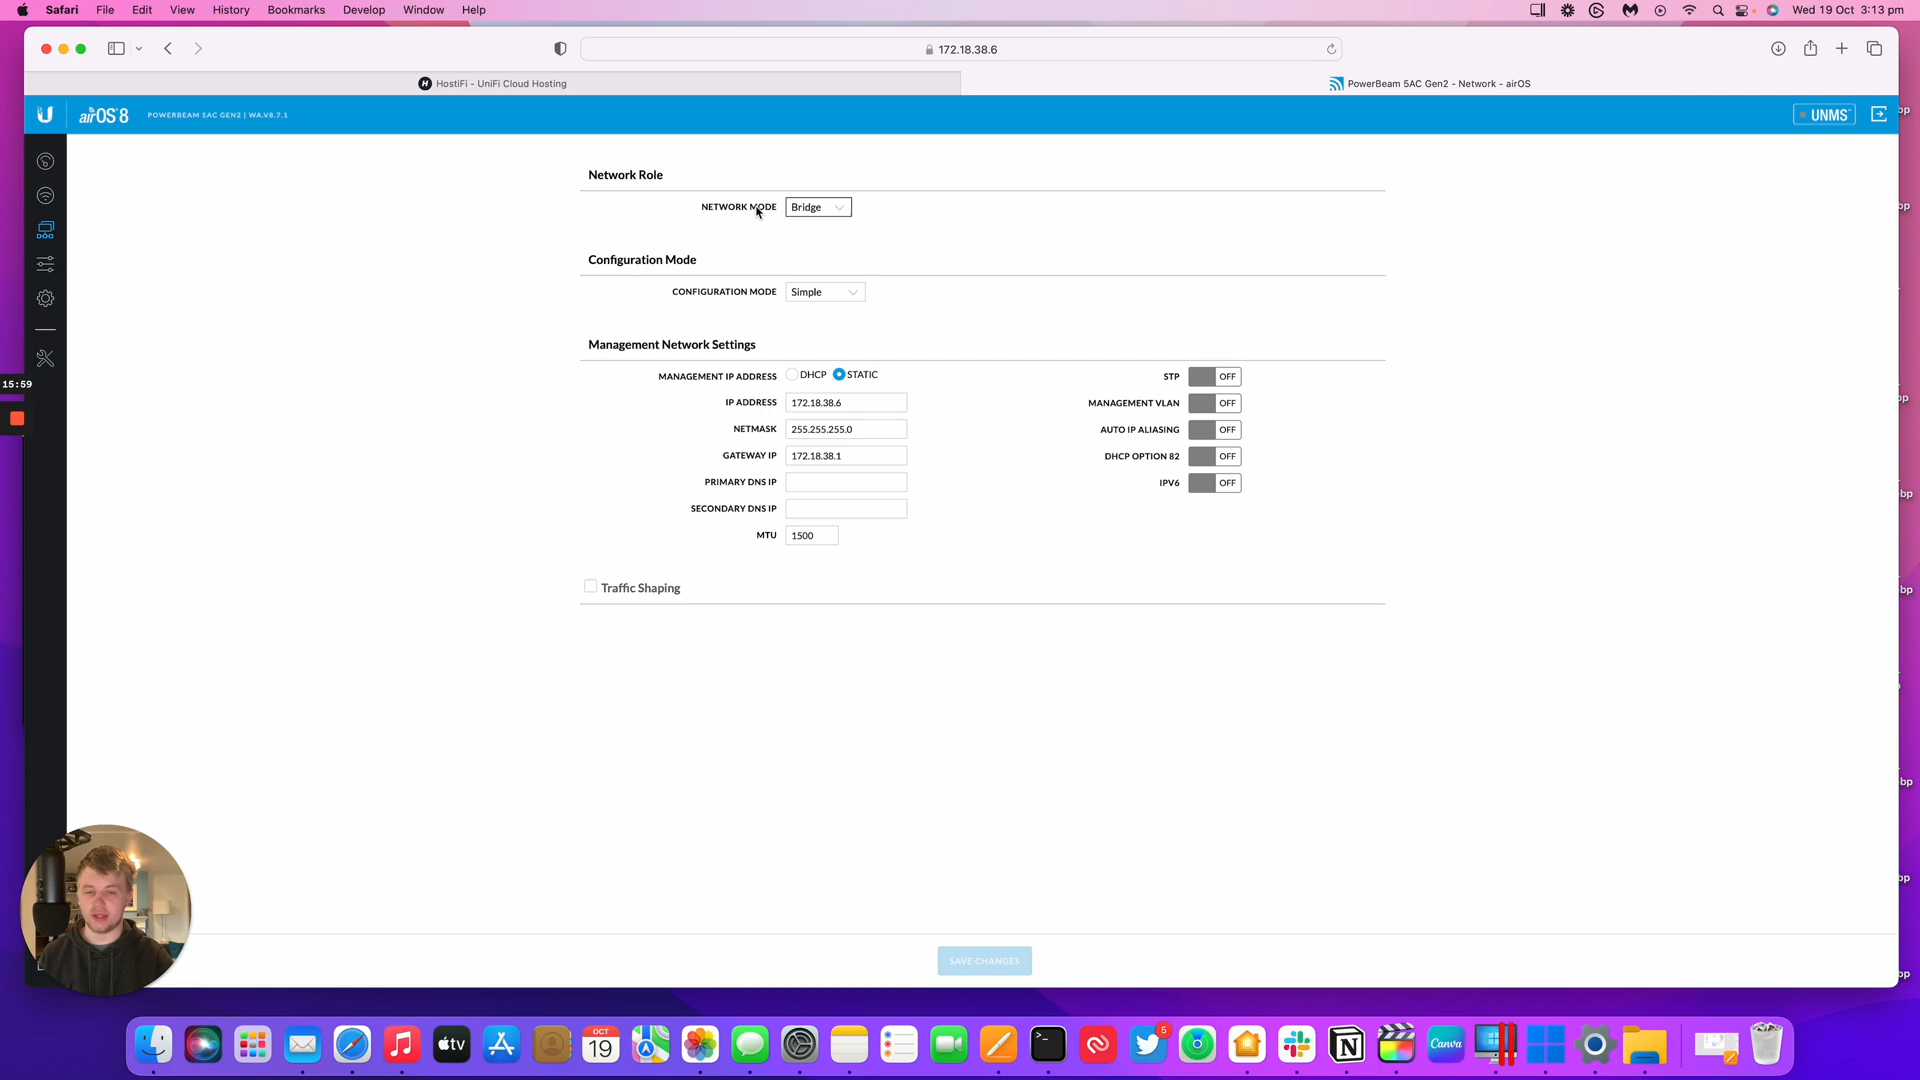 Safari File Edit View History Bookmarks Develop Window Help Wed 19 Oct 3:13 pm
172.18.38.6
HostiFi - UniFi Cloud Hosting PowerBeam 5AC Gen2 - Network - airOS
airOS 8 POWERBEAM 5AC GEN2 | WA.V8.7.1 UNMS
Network Role
NETWORK MODE Bridge
Configuration Mode
CONFIGURATION MODE Simple
Management Network Settings
MANAGEMENT IP ADDRESS DHCP STATIC STP OFF
IP ADDRESS 172.18.38.6 MANAGEMENT VLAN OFF
NETMASK 255.255.255.0 AUTO IP ALIASING OFF
GATEWAY IP 172.18.38.1 DHCP OPTION 82 OFF
PRIMARY DNS IP IPV6 OFF
SECONDARY DNS IP
MTU 1500
Traffic Shaping
15:59
SAVE CHANGES
OCT
19
tv
5
Canva